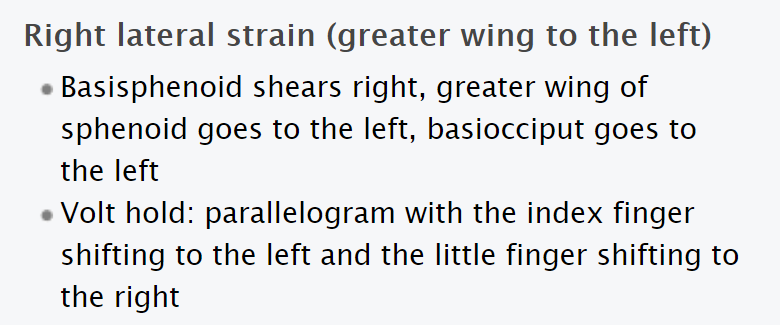 Right lateral strain (greater wing to the left)
Basisphenoid shears right, greater wing of
sphenoid goes to the left, basiocciput goes to
the left
Volt hold: parallelogram with the index finger
shifting to the left and the little finger shifting to
the right